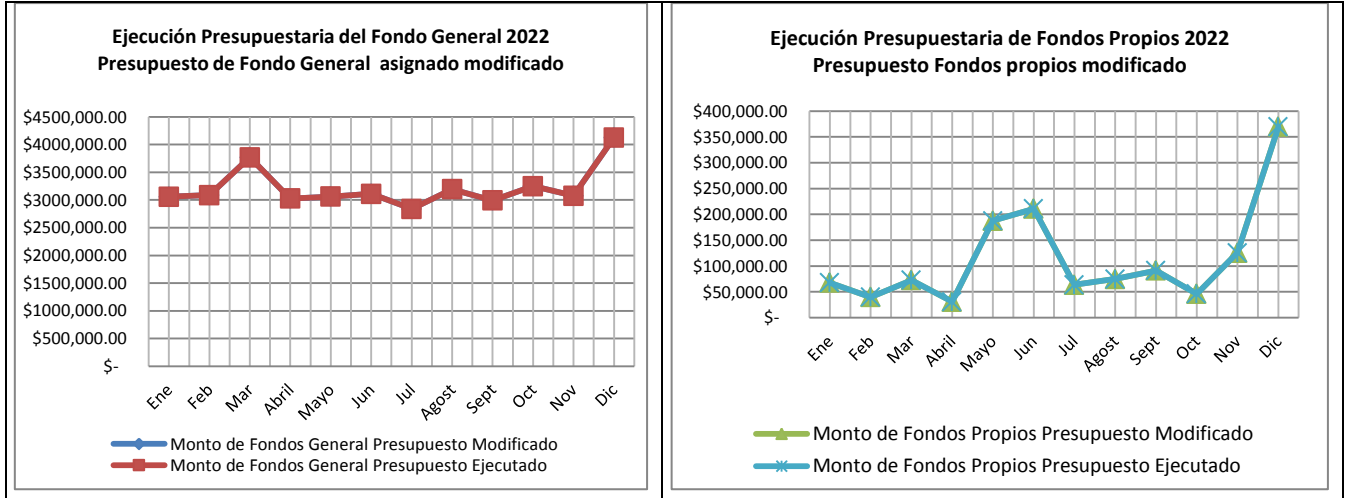 Ejecución Presupuestaria del Fondo General 2022
Presupuesto de Fondo General asignado modificado
$4500,000.00
$4000,000.00
$3500,000.00
$3000,000.00
$2500,000.00
$2000,000.00
$1500,000.00
$1000,000.00
$500,000.00
$-
Ene
Feb
Mar
Abril
Mayo
Jun
Jul
Agost
Sept
Oct
Nov
Dic
Monto de Fondos General Presupuesto Modificado
Monto de Fondos General Presupuesto Ejecutado
Ejecución Presupuestaria de Fondos Propios 2022
Presupuesto Fondos propios modificado
$400,000.00
$350,000.00
$300,000.00
$250,000.00
$200,000.00
$150,000.00
$100,000.00
$50,000.00
$-
Ene
Feb
Mar
Abril
Mayo
Jun
Jul
Agost
Sept
Oct
Nov
Dic
Monto de Fondos Propios Presupuesto Modificado
Monto de Fondos Propios Presupuesto Ejecutado